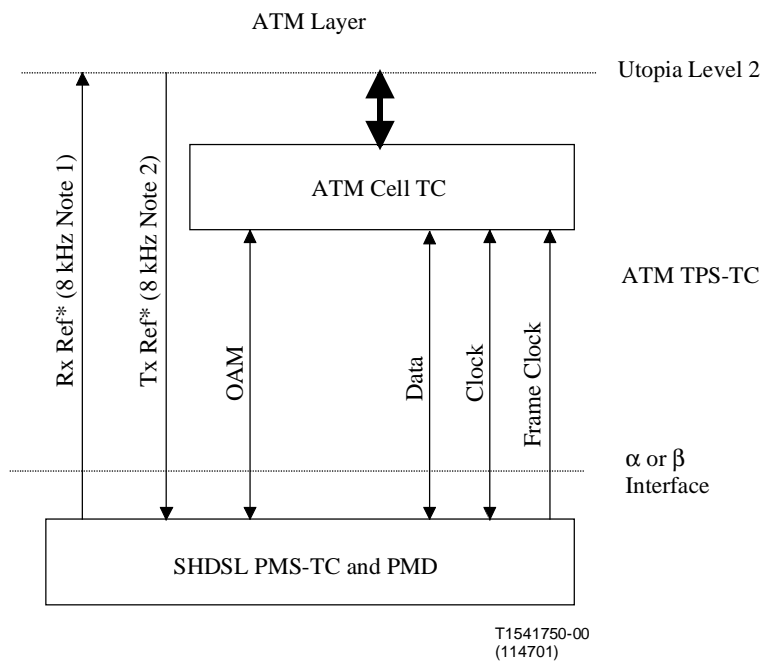 ATM Layer
Utopia Level 2
ATM Cell TC
Rx Ref* (8 kHz Note 1)
Tx Ref* (8 kHz Note 2)
OAM
Data
Clock
Frame Clock
ATM TPS-TC
α or β
Interface
SHDSL PMS-TC and PMD
T1541750-00
(114701)